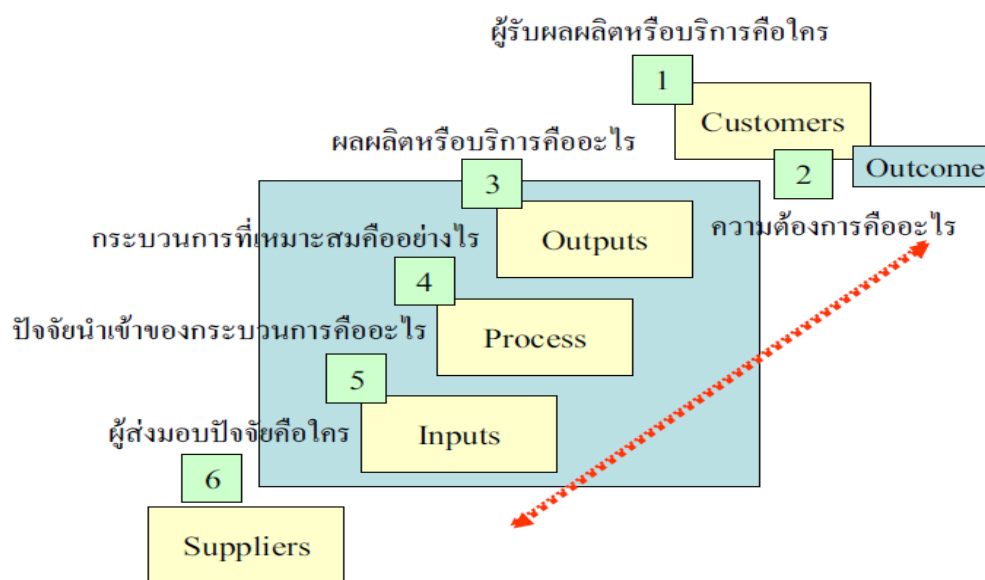 ผู้รับผลผลิตหรือบริการคือใคร
1
Customers
ผลผลิตหรือบริการคืออะไร
2
Outcome
3
ความต้องการคืออะไร
กระบวนการที่เหมาะสมคืออย่างไร
Outputs
4
ปัจจัยนำเข้าของกระบวนการคืออะไร
Process
5
ผู้ส่งมอบปัจจัยคือใคร
Inputs
6
Suppliers